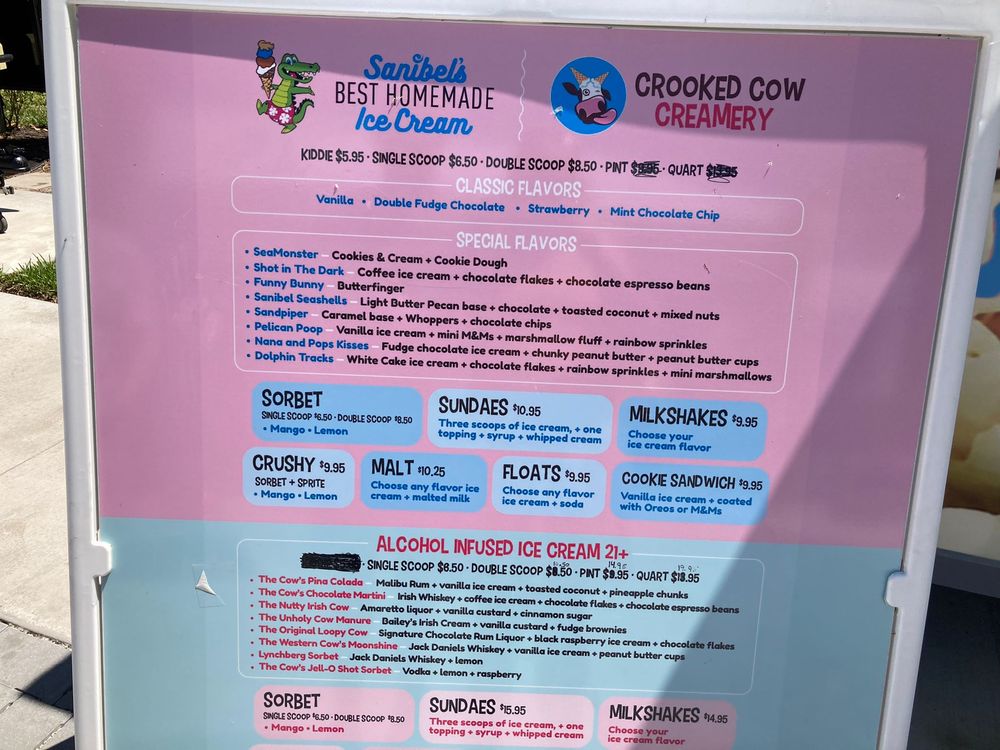 Sanibel's
BEST HOMEMADE
Ice Cream
CROOKED COW
CREAMERY
KIDDIE $5.95 · SINGLE SCOOP $6.50 · DOUBLE SCOOP $8.50 · PINT $9.95 · QUART
CLASSIC FLAVORS
Vanilla • Double Fudge Chocolate • Strawberry • Mint Chocolate Chip
SPECIAL FLAVORS
• SeaMonster – Cookies & Cream + Cookie Dough
• Shot in The Dark – Coffee ice cream + chocolate flakes + chocolate espresso beans
• Funny Bunny – Butterfinger
• Sanibel Seashells – Light Butter Pecan base + chocolate + toasted coconut + mixed nuts
• Sandpiper – Caramel base + Whoppers + chocolate chips
• Pelican Poop – Vanilla ice cream + mini M&Ms + marshmallow fluff + rainbow sprinkles
• Nana and Pops Kisses – Fudge chocolate ice cream + chunky peanut butter + peanut butter cups
• Dolphin Tracks – White Cake ice cream + chocolate flakes + rainbow sprinkles + mini marshmallows
SORBET
SINGLE SCOOP $6.50 · DOUBLE SCOOP $8.50
• Mango • Lemon
SUNDAES $10.95
Three scoops of ice cream, + one
topping + syrup + whipped cream
MILKSHAKES $9.95
Choose your
ice cream flavor
CRUSHY $9.95
SORBET + SPRITE
• Mango • Lemon
MALT $10.25
Choose any flavor ice
cream + malted milk
FLOATS $9.95
Choose any flavor
ice cream + soda
COOKIE SANDWICH $9.95
Vanilla ice cream + coated
with Oreos or M&Ms
ALCOHOL INFUSED ICE CREAM 21+
· SINGLE SCOOP $8.50 · DOUBLE SCOOP $8.50 · PINT $9.95 · QUART $18.95
10.50 14.95
• The Cow's Pina Colada – Malibu Rum + vanilla ice cream + toasted coconut + pineapple chunks
• The Cow's Chocolate Martini – Irish Whiskey + coffee ice cream + chocolate flakes + chocolate espresso beans
• The Nutty Irish Cow – Amaretto liquor + vanilla custard + cinnamon sugar
• The Unholy Cow Manure – Bailey's Irish Cream + vanilla custard + fudge brownies
• The Original Loopy Cow – Signature Chocolate Rum Liquor + black raspberry ice cream + chocolate flakes
• The Western Cow's Moonshine – Jack Daniels Whiskey + vanilla ice cream + peanut butter cups
• Lynchberg Sorbet – Jack Daniels Whiskey + lemon
• The Cow's Jell-O Shot Sorbet – Vodka + lemon + raspberry
SORBET
SINGLE SCOOP $6.50 · DOUBLE SCOOP $8.50
• Mango • Lemon
SUNDAES $15.95
Three scoops of ice cream, + one
topping + syrup + whipped cream
MILKSHAKES $14.95
Choose your
ice cream flavor